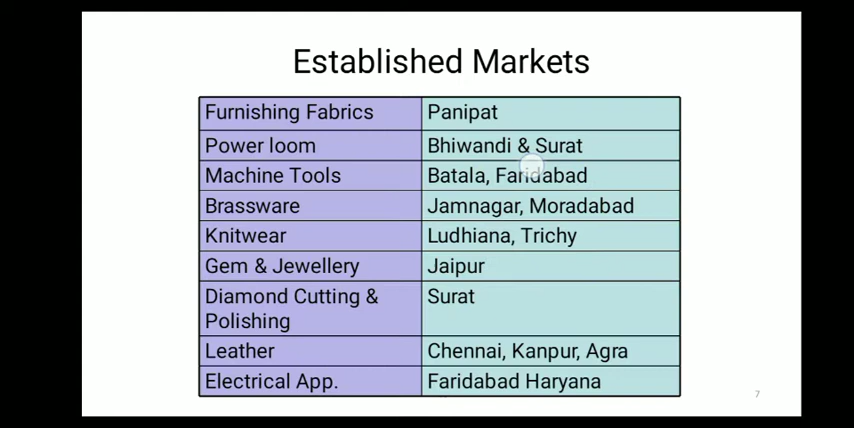 Established Markets
Furnishing Fabrics Panipat
Power loom Bhiwandi & Surat
Machine Tools Batala, Faridabad
Brassware Jamnagar, Moradabad
Knitwear Ludhiana, Trichy
Gem & Jewellery Jaipur
Diamond Cutting & Surat
Polishing
Leather Chennai, Kanpur, Agra
Electrical App. Faridabad Haryana
7